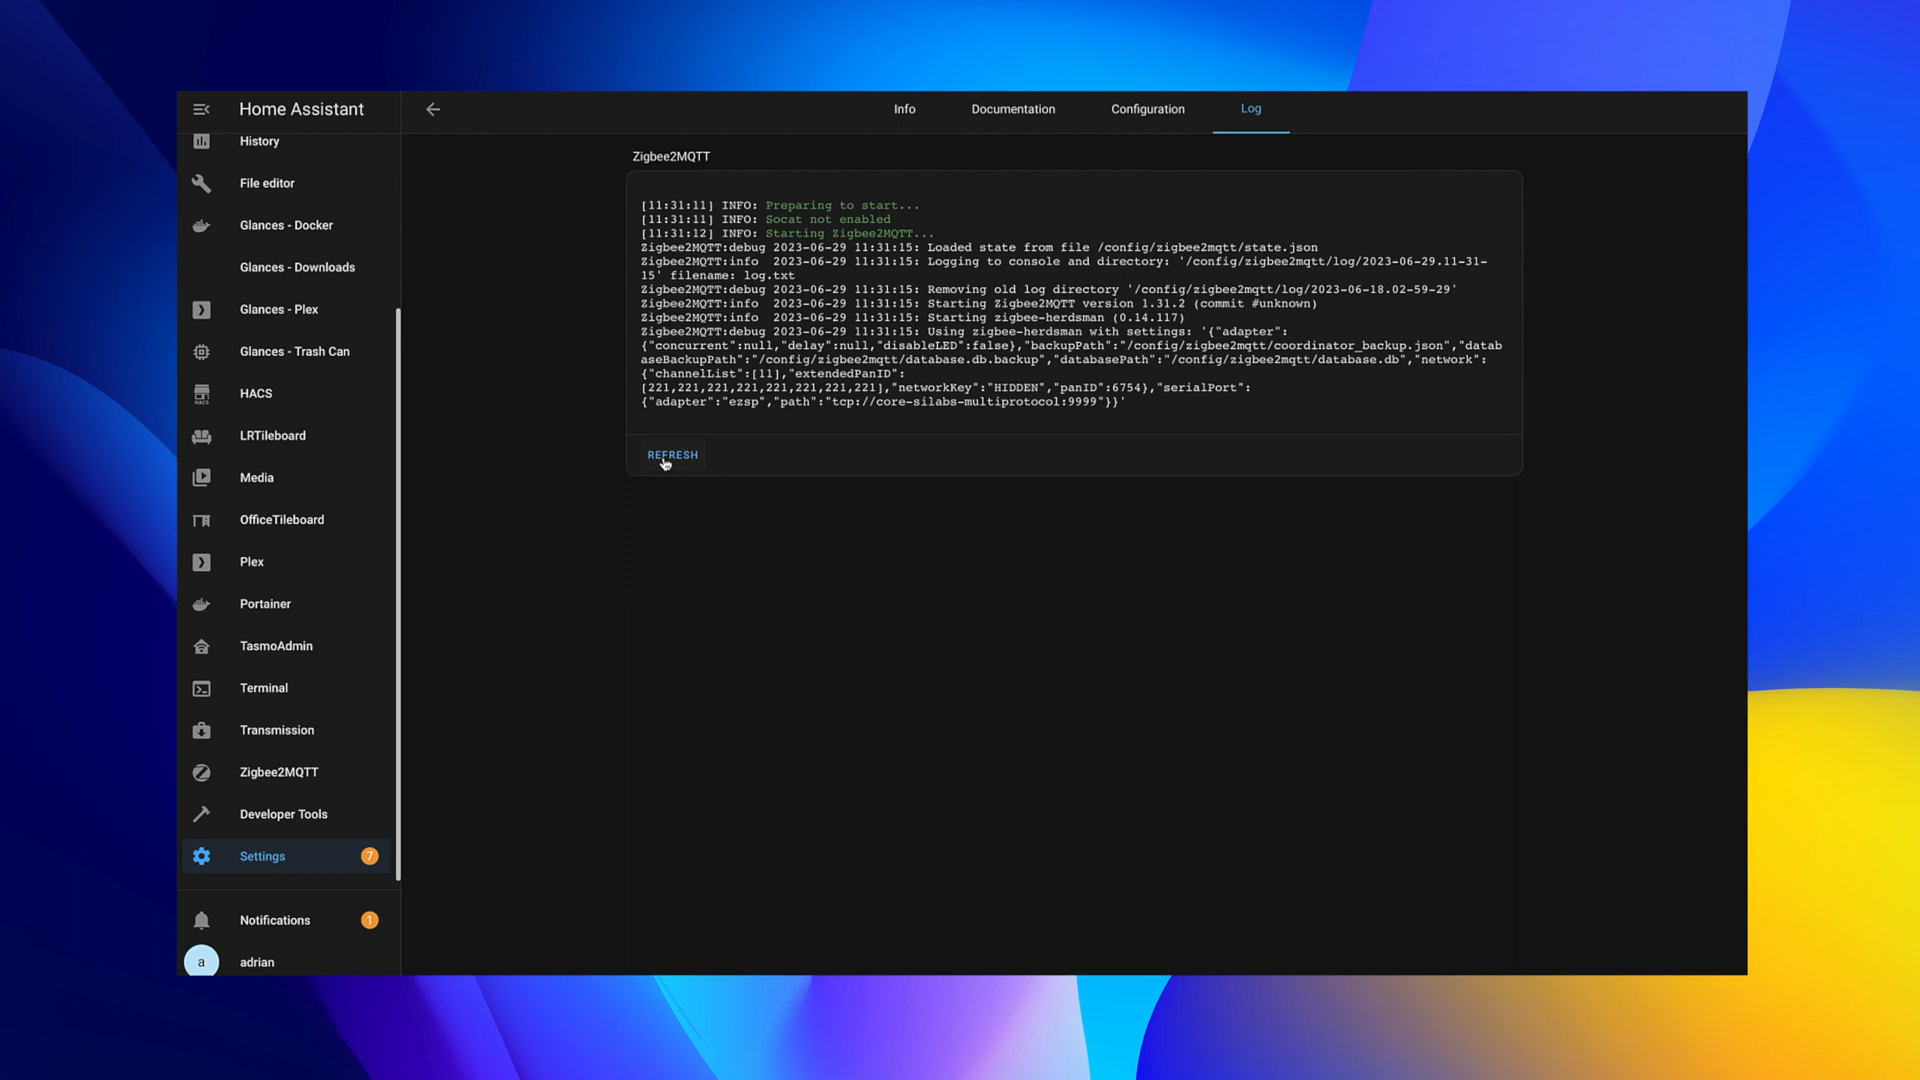 Home Assistant
History
File editor
Glances - Docker
Glances - Downloads
Glances - Plex
Glances - Trash Can
HACS
HACS
LRTileboard
Media
OfficeTileboard
Plex
Portainer
TasmoAdmin
Terminal
Transmission
Zigbee2MQTT
Developer Tools
Settings 7
Notifications 1
a adrian
Info Documentation Configuration Log
Zigbee2MQTT
[11:31:11] INFO: Preparing to start...
[11:31:11] INFO: Socat not enabled
[11:31:12] INFO: Starting Zigbee2MQTT...
Zigbee2MQTT:debug 2023-06-29 11:31:15: Loaded state from file /config/zigbee2mqtt/state.json
Zigbee2MQTT:info  2023-06-29 11:31:15: Logging to console and directory: '/config/zigbee2mqtt/log/2023-06-29.11-31-
15' filename: log.txt
Zigbee2MQTT:debug 2023-06-29 11:31:15: Removing old log directory '/config/zigbee2mqtt/log/2023-06-18.02-59-29'
Zigbee2MQTT:info  2023-06-29 11:31:15: Starting Zigbee2MQTT version 1.31.2 (commit #unknown)
Zigbee2MQTT:info  2023-06-29 11:31:15: Starting zigbee-herdsman (0.14.117)
Zigbee2MQTT:debug 2023-06-29 11:31:15: Using zigbee-herdsman with settings: '{"adapter":
{"concurrent":null,"delay":null,"disableLED":false},"backupPath":"/config/zigbee2mqtt/coordinator_backup.json","datab
aseBackupPath":"/config/zigbee2mqtt/database.db.backup","databasePath":"/config/zigbee2mqtt/database.db","network":
{"channelList":[11],"extendedPanID":
[221,221,221,221,221,221,221,221],"networkKey":"HIDDEN","panID":6754},"serialPort":
{"adapter":"ezsp","path":"tcp://core-silabs-multiprotocol:9999"}}'
REFRESH